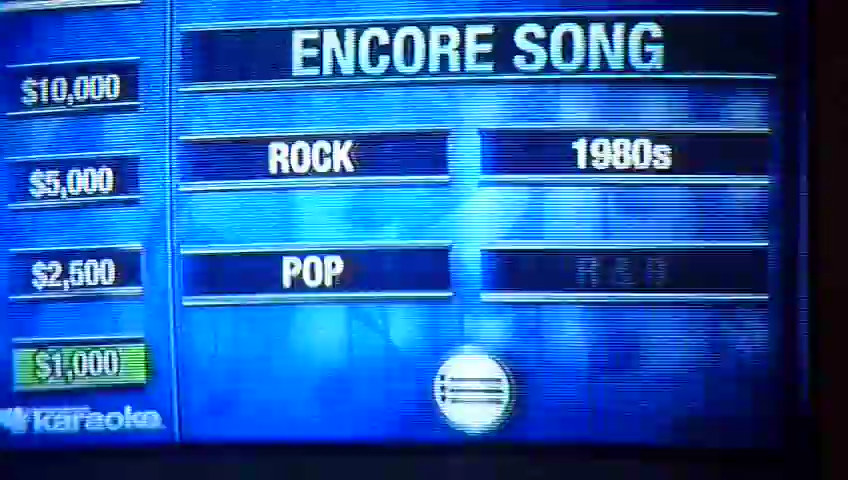 ENCORE SONG
$10,000
ROCK
1980s
$5,000
POP
$2,500
$1,000
karaoke